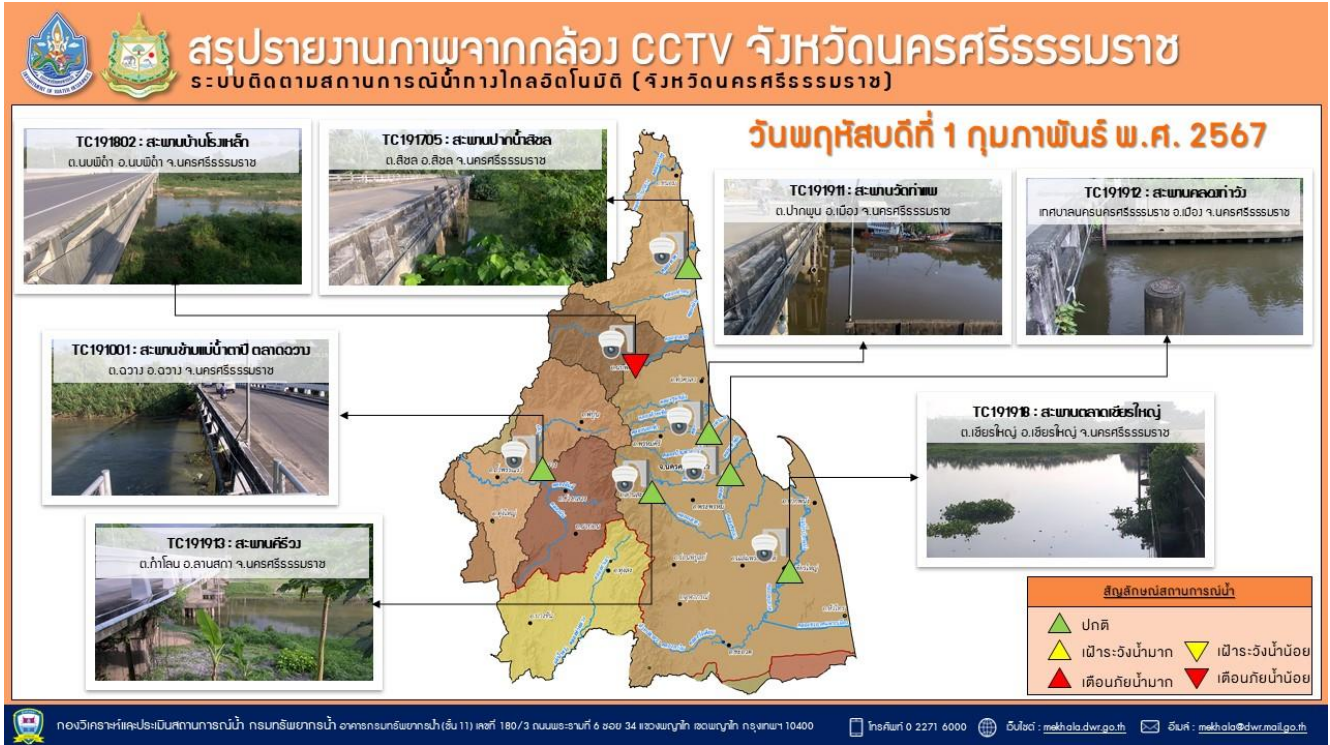 สรุปรายงานภาพจากกล้อง CCTV จังหวัดนครศรีธรรมราช
ระบบติดตามสถานการณ์น้ำทางไกลอัตโนมัติ (จังหวัดนครศรีธรรมราช)
วันพฤหัสบดีที่ 1 กุมภาพันธ์ พ.ศ. 2567
TC191802 : สะพานบ้านโรงเหล็ก
ต.นบพิตำ อ.นบพิตำ จ.นครศรีธรรมราช
TC191705 : สะพานปากน้ำสิชล
ต.สิชล อ.สิชล จ.นครศรีธรรมราช
TC191911 : สะพานวัดท่าแพ
ต.ปากพูน อ.เมือง จ.นครศรีธรรมราช
TC191912 : สะพานคลองท่าวัง
เทศบาลนครนครศรีธรรมราช อ.เมือง จ.นครศรีธรรมราช
TC191001 : สะพานข้ามแม่น้ำตาปี ตลาดฉวาง
ต.ฉวาง อ.ฉวาง จ.นครศรีธรรมราช
TC191918 : สะพานตลาดเชียรใหญ่
ต.เชียรใหญ่ อ.เชียรใหญ่ จ.นครศรีธรรมราช
TC191913 : สะพานคีรีวง
ต.กำโลน อ.ลานสกา จ.นครศรีธรรมราช
สัญลักษณ์สถานการณ์น้ำ
ปกติ
เฝ้าระวังน้ำมาก เฝ้าระวังน้ำน้อย
เตือนภัยน้ำมาก เตือนภัยน้ำน้อย
กองวิเคราะห์และประเมินสถานการณ์น้ำ กรมทรัพยากรน้ำ อาคารกรมทรัพยากรน้ำ (ชั้น 11) เลขที่ 180/3 ถนนพระรามที่ 6 ซอย 34 แขวงพญาไท เขตพญาไท กรุงเทพฯ 10400 โทรศัพท์ 0 2271 6000 เว็บไซต์ : mekhala.dwr.go.th อีเมล์ : mekhala@dwr.mail.go.th